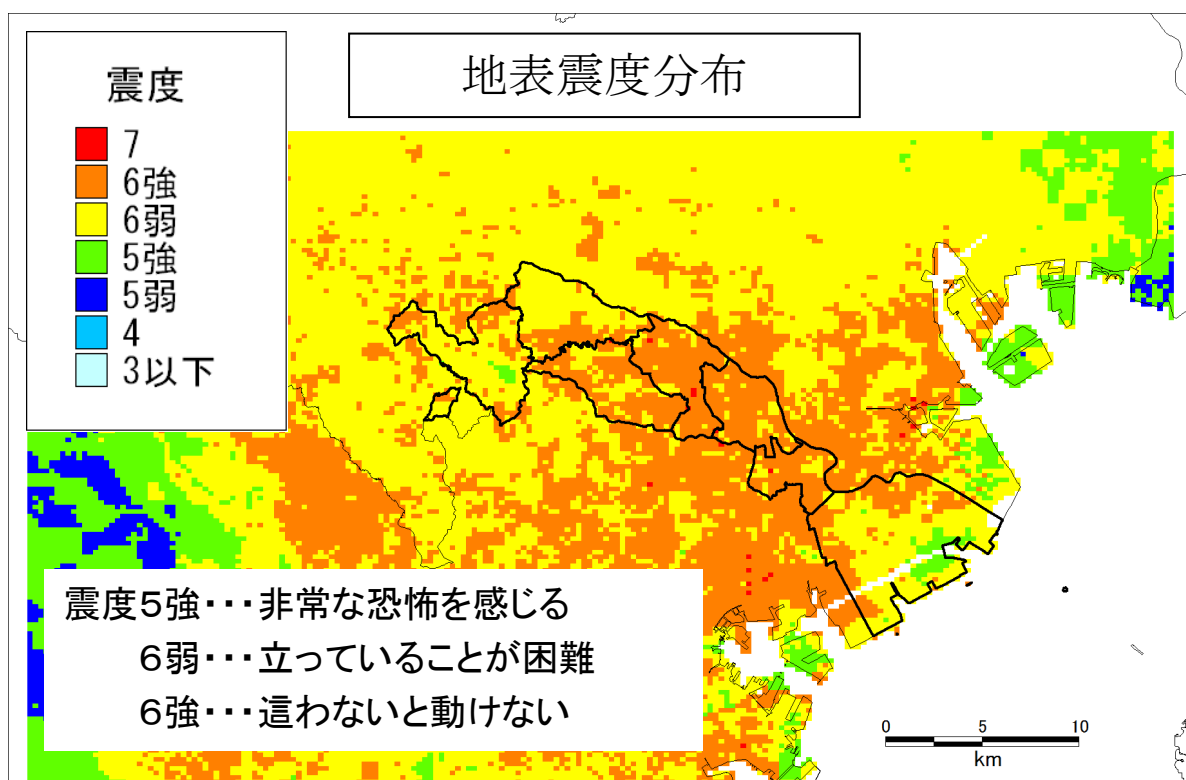 地表震度分布
震度
7
6強
6弱
5強
5弱
4
3以下
震度5強・・・非常な恐怖を感じる
6弱・・・立っていることが困難
6強・・・這わないと動けない
0 5 10
km